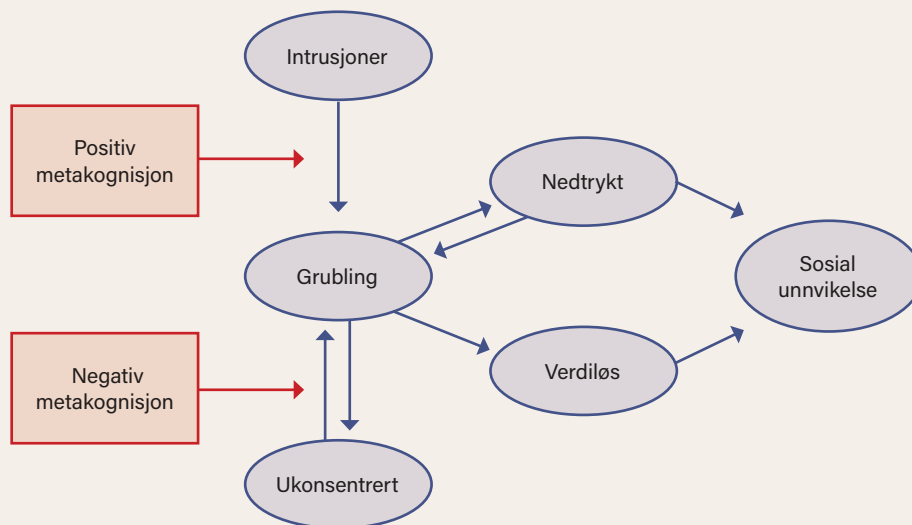 Intrusjoner
Positiv
metakognisjon
Nedtrykt
Grubling
Sosial
unnvikelse
Negativ
metakognisjon
Verdiløs
Ukonsentrert